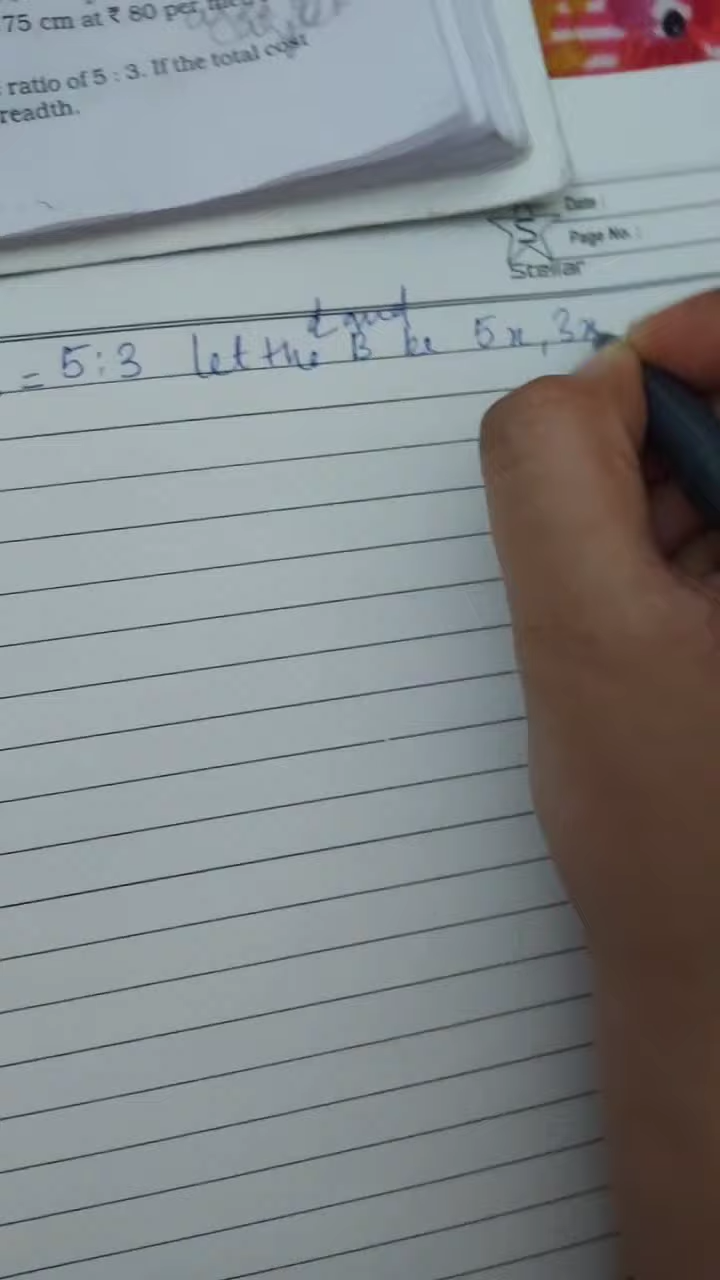 75 cm at ₹ 80 per
ratio of 5 : 3. If the total cost
readth.
Date :
Page No. :
S
Stellar
L and
= 5:3 let the B be 5x, 3x